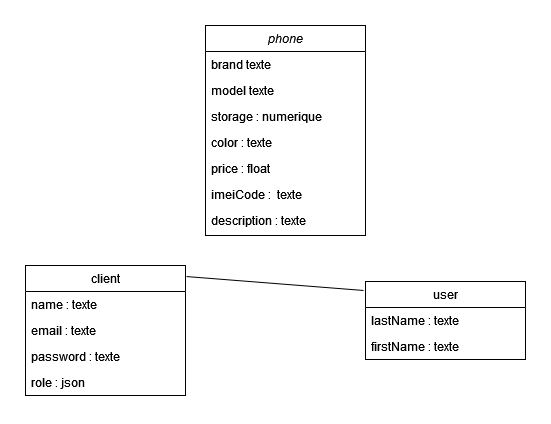 phone
brand texte
model texte
storage : numerique
color : texte
price : float
imeiCode :  texte
description : texte
client
name : texte
email : texte
password : texte
role : json
user
lastName : texte
firstName : texte